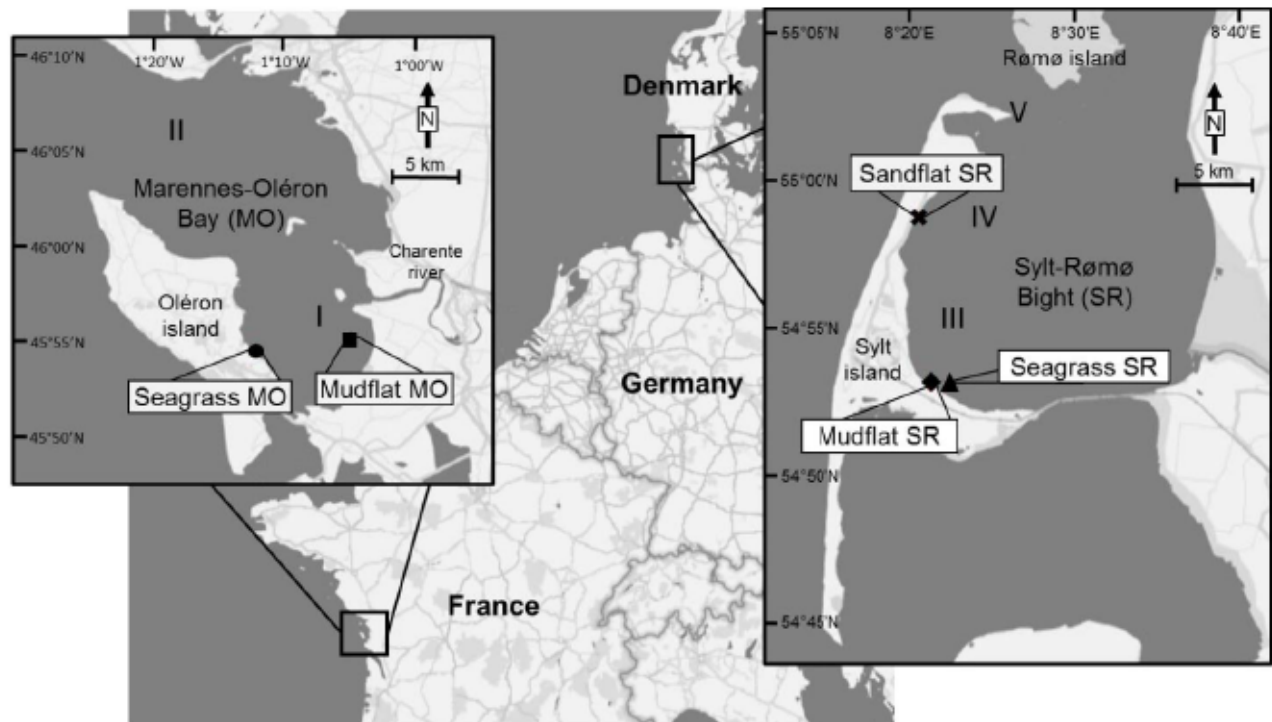 Denmark
Germany
France
1°20'W
1°10'W
1°00'W
46°10'N
46°05'N
46°00'N
45°55'N
45°50'N
N
5 km
II
Marennes-Oléron
Bay (MO)
Charente
river
Oléron
island
I
Seagrass MO
Mudflat MO
8°20'E
8°30'E
8°40'E
55°05'N
55°00'N
54°55'N
54°50'N
54°45'N
Rømø island
N
5 km
V
Sandflat SR
IV
Sylt-Rømø
Bight (SR)
III
Sylt
island
Seagrass SR
Mudflat SR